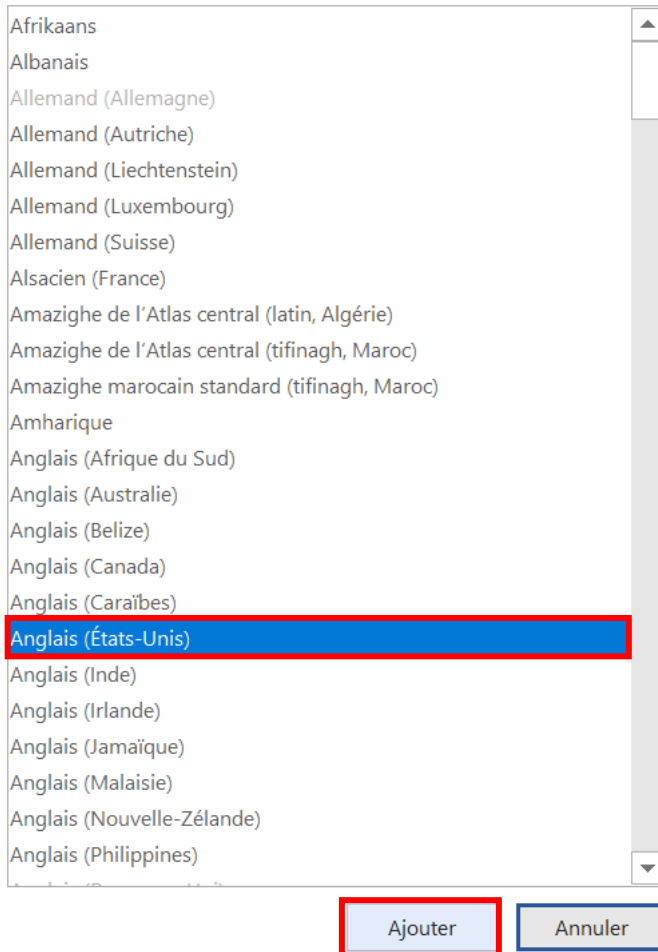 Afrikaans
Albanais
Allemand (Allemagne)
Allemand (Autriche)
Allemand (Liechtenstein)
Allemand (Luxembourg)
Allemand (Suisse)
Alsacien (France)
Amazighe de l’Atlas central (latin, Algérie)
Amazighe de l’Atlas central (tifinagh, Maroc)
Amazighe marocain standard (tifinagh, Maroc)
Amharique
Anglais (Afrique du Sud)
Anglais (Australie)
Anglais (Belize)
Anglais (Canada)
Anglais (Caraïbes)
Anglais (États-Unis)
Anglais (Inde)
Anglais (Irlande)
Anglais (Jamaïque)
Anglais (Malaisie)
Anglais (Nouvelle-Zélande)
Anglais (Philippines)
Ajouter Annuler